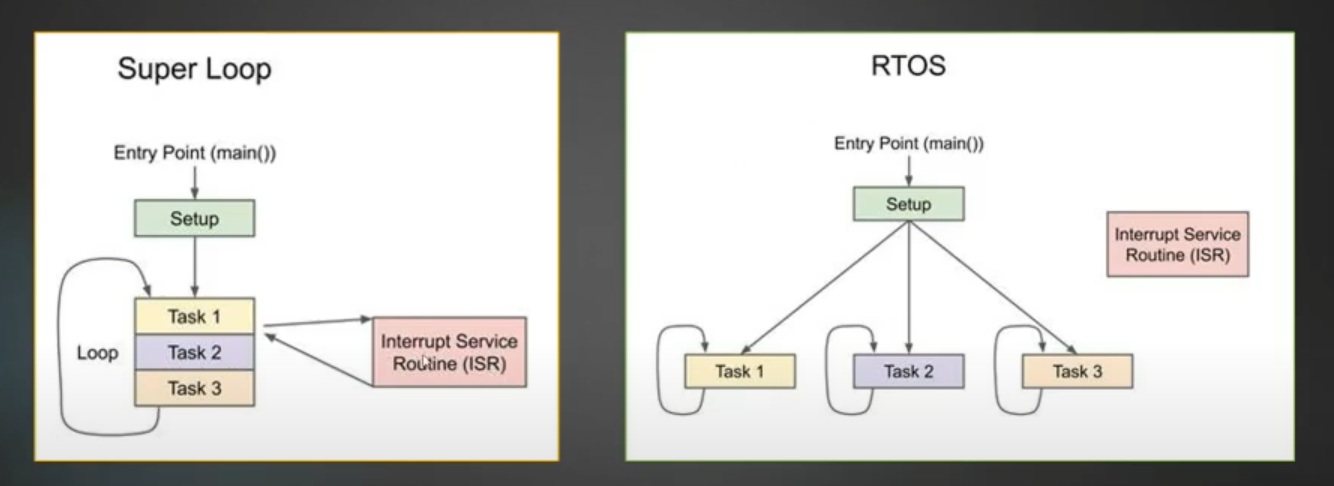 Super Loop
Entry Point (main())
Setup
Task 1
Loop
Task 2
Task 3
Interrupt Service
Routine (ISR)
RTOS
Entry Point (main())
Setup
Interrupt Service
Routine (ISR)
Task 1
Task 2
Task 3